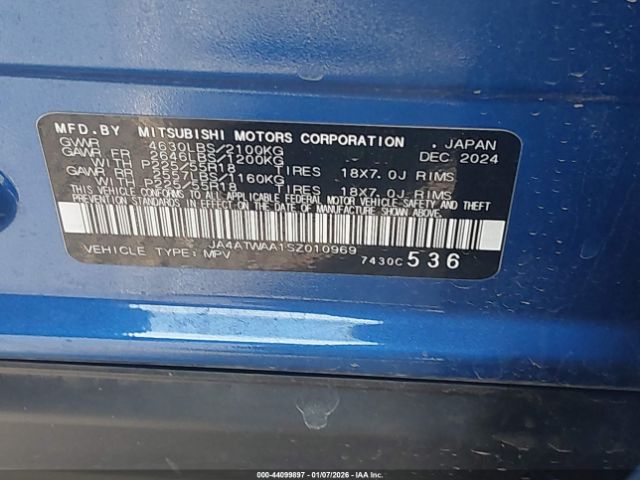 MFD.BY MITSUBISHI MOTORS CORPORATION , JAPAN
GVWR 4630LBS/2100KG DEC 2024
GAWR FR 2646LBS/1200KG
WITH P225/55R18 TIRES 18X7.0J RIMS
GAWR RR 2557LBS/1160KG
WITH P225/55R18 TIRES 18X7.0J RIMS
THIS VEHICLE CONFORMS TO ALL APPLICABLE FEDERAL MOTOR VEHICLE SAFETY, BUMPER, AND THEFT
PREVENTION STANDARDS IN EFFECT ON THE DATE OF MANUFACTURE SHOWN ABOVE.
JA4ATWAA1SZ010969
VEHICLE TYPE: MPV 7430C 536
000-44099897 - 01/07/2026 - IAAI Inc.